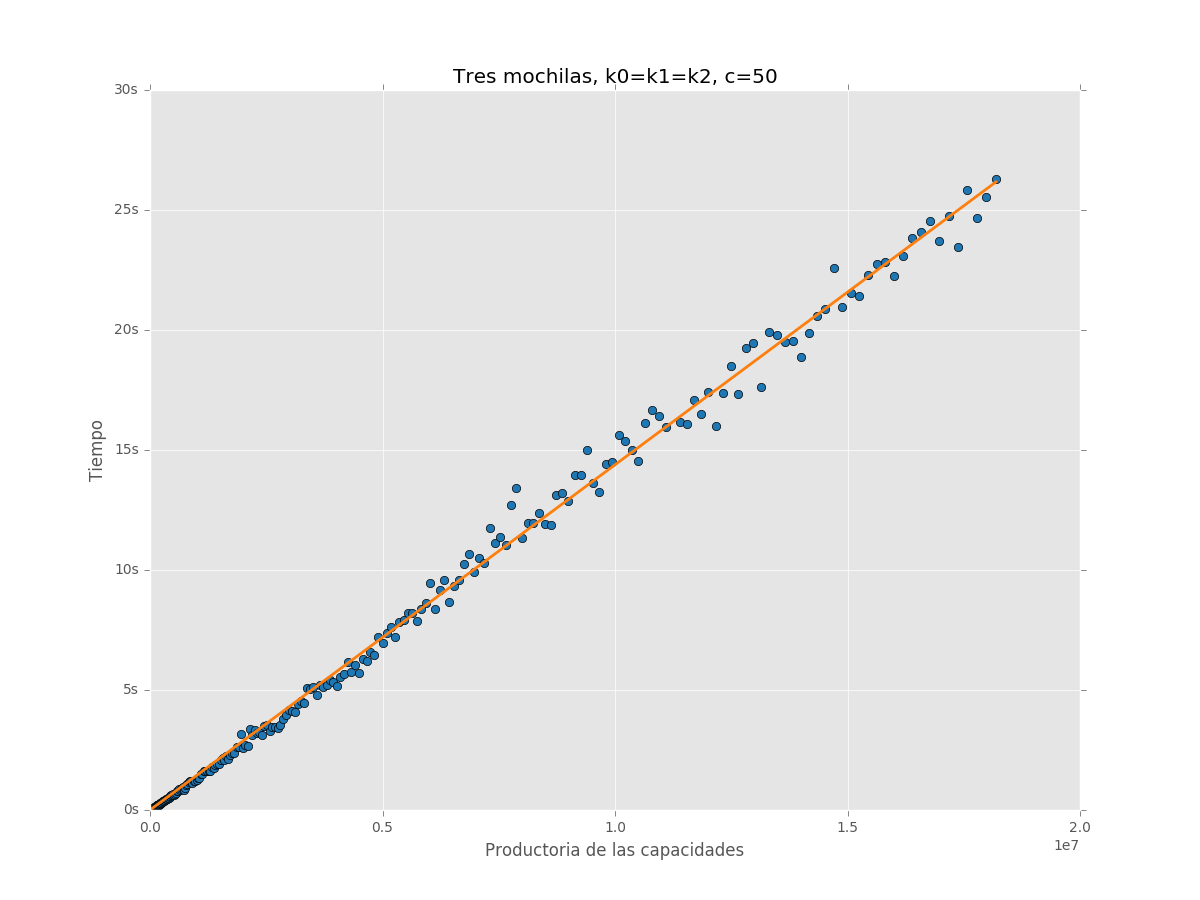 Tres mochilas, k0=k1=k2, c=50
30s
25s
20s
15s
10s
5s
0s
Tiempo
0.0
0.5
1.0
1.5
2.0
1e7
Productoria de las capacidades